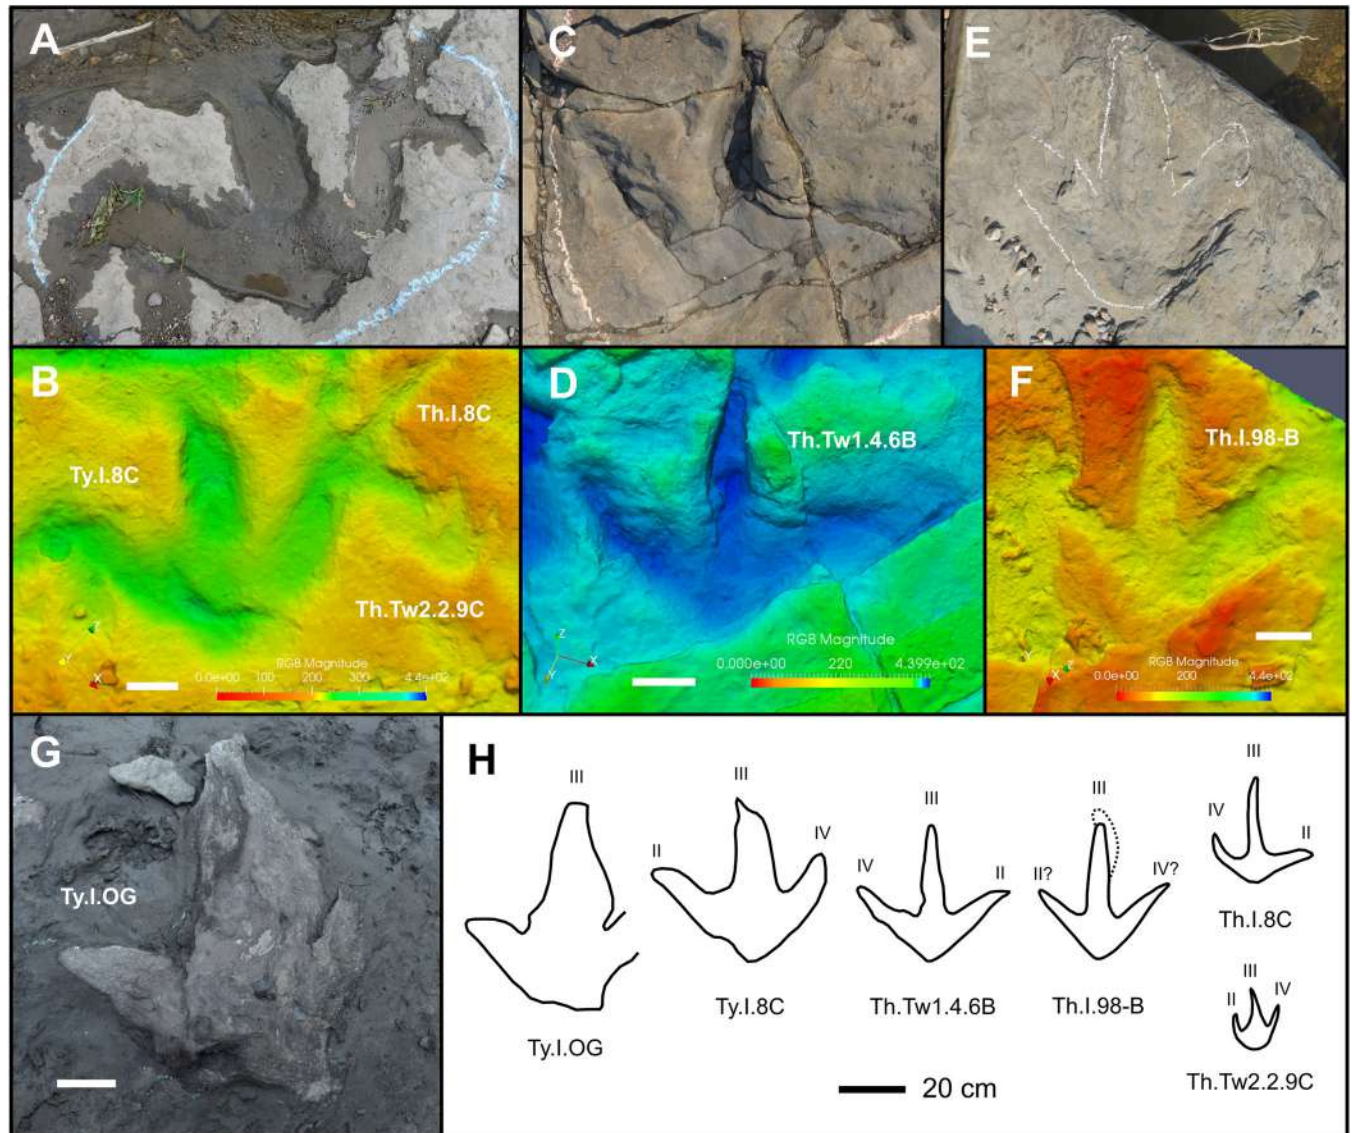 A
C
E
B
Th.I.8C
Ty.I.8C
Th.Tw2.2.9C
Z
Y
X
RGB Magnitude
0.0e+00 100 200 300 4.4e+02
D
Th.Tw1.4.6B
Z
X
Y
RGB Magnitude
0.000e+00 220 4.399e+02
F
Th.I.98-B
Y
Z
X
RGB Magnitude
0.0e+00 200 4.4e+02
G
Ty.I.OG
H
III
Ty.I.OG
III
II
IV
Ty.I.8C
III
IV
II
Th.Tw1.4.6B
III
II?
IV?
Th.I.98-B
III
IV
II
Th.I.8C
III
II
IV
Th.Tw2.2.9C
20 cm